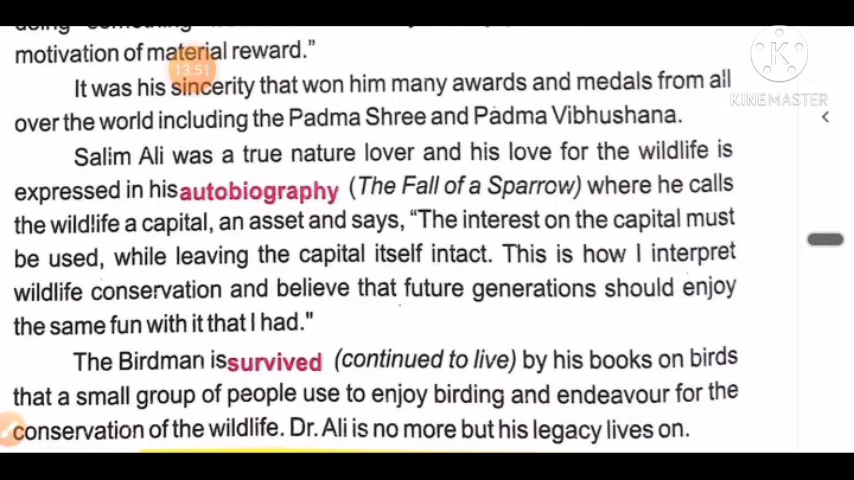 motivation of material reward."
13:51
It was his sincerity that won him many awards and medals from all
over the world including the Padma Shree and Padma Vibhushana.
Salim Ali was a true nature lover and his love for the wildlife is
expressed in his autobiography (The Fall of a Sparrow) where he calls
the wildlife a capital, an asset and says, "The interest on the capital must
be used, while leaving the capital itself intact. This is how I interpret
wildlife conservation and believe that future generations should enjoy
the same fun with it that I had."
The Birdman is survived (continued to live) by his books on birds
that a small group of people use to enjoy birding and endeavour for the
conservation of the wildlife. Dr. Ali is no more but his legacy lives on.
K
KINEMASTER